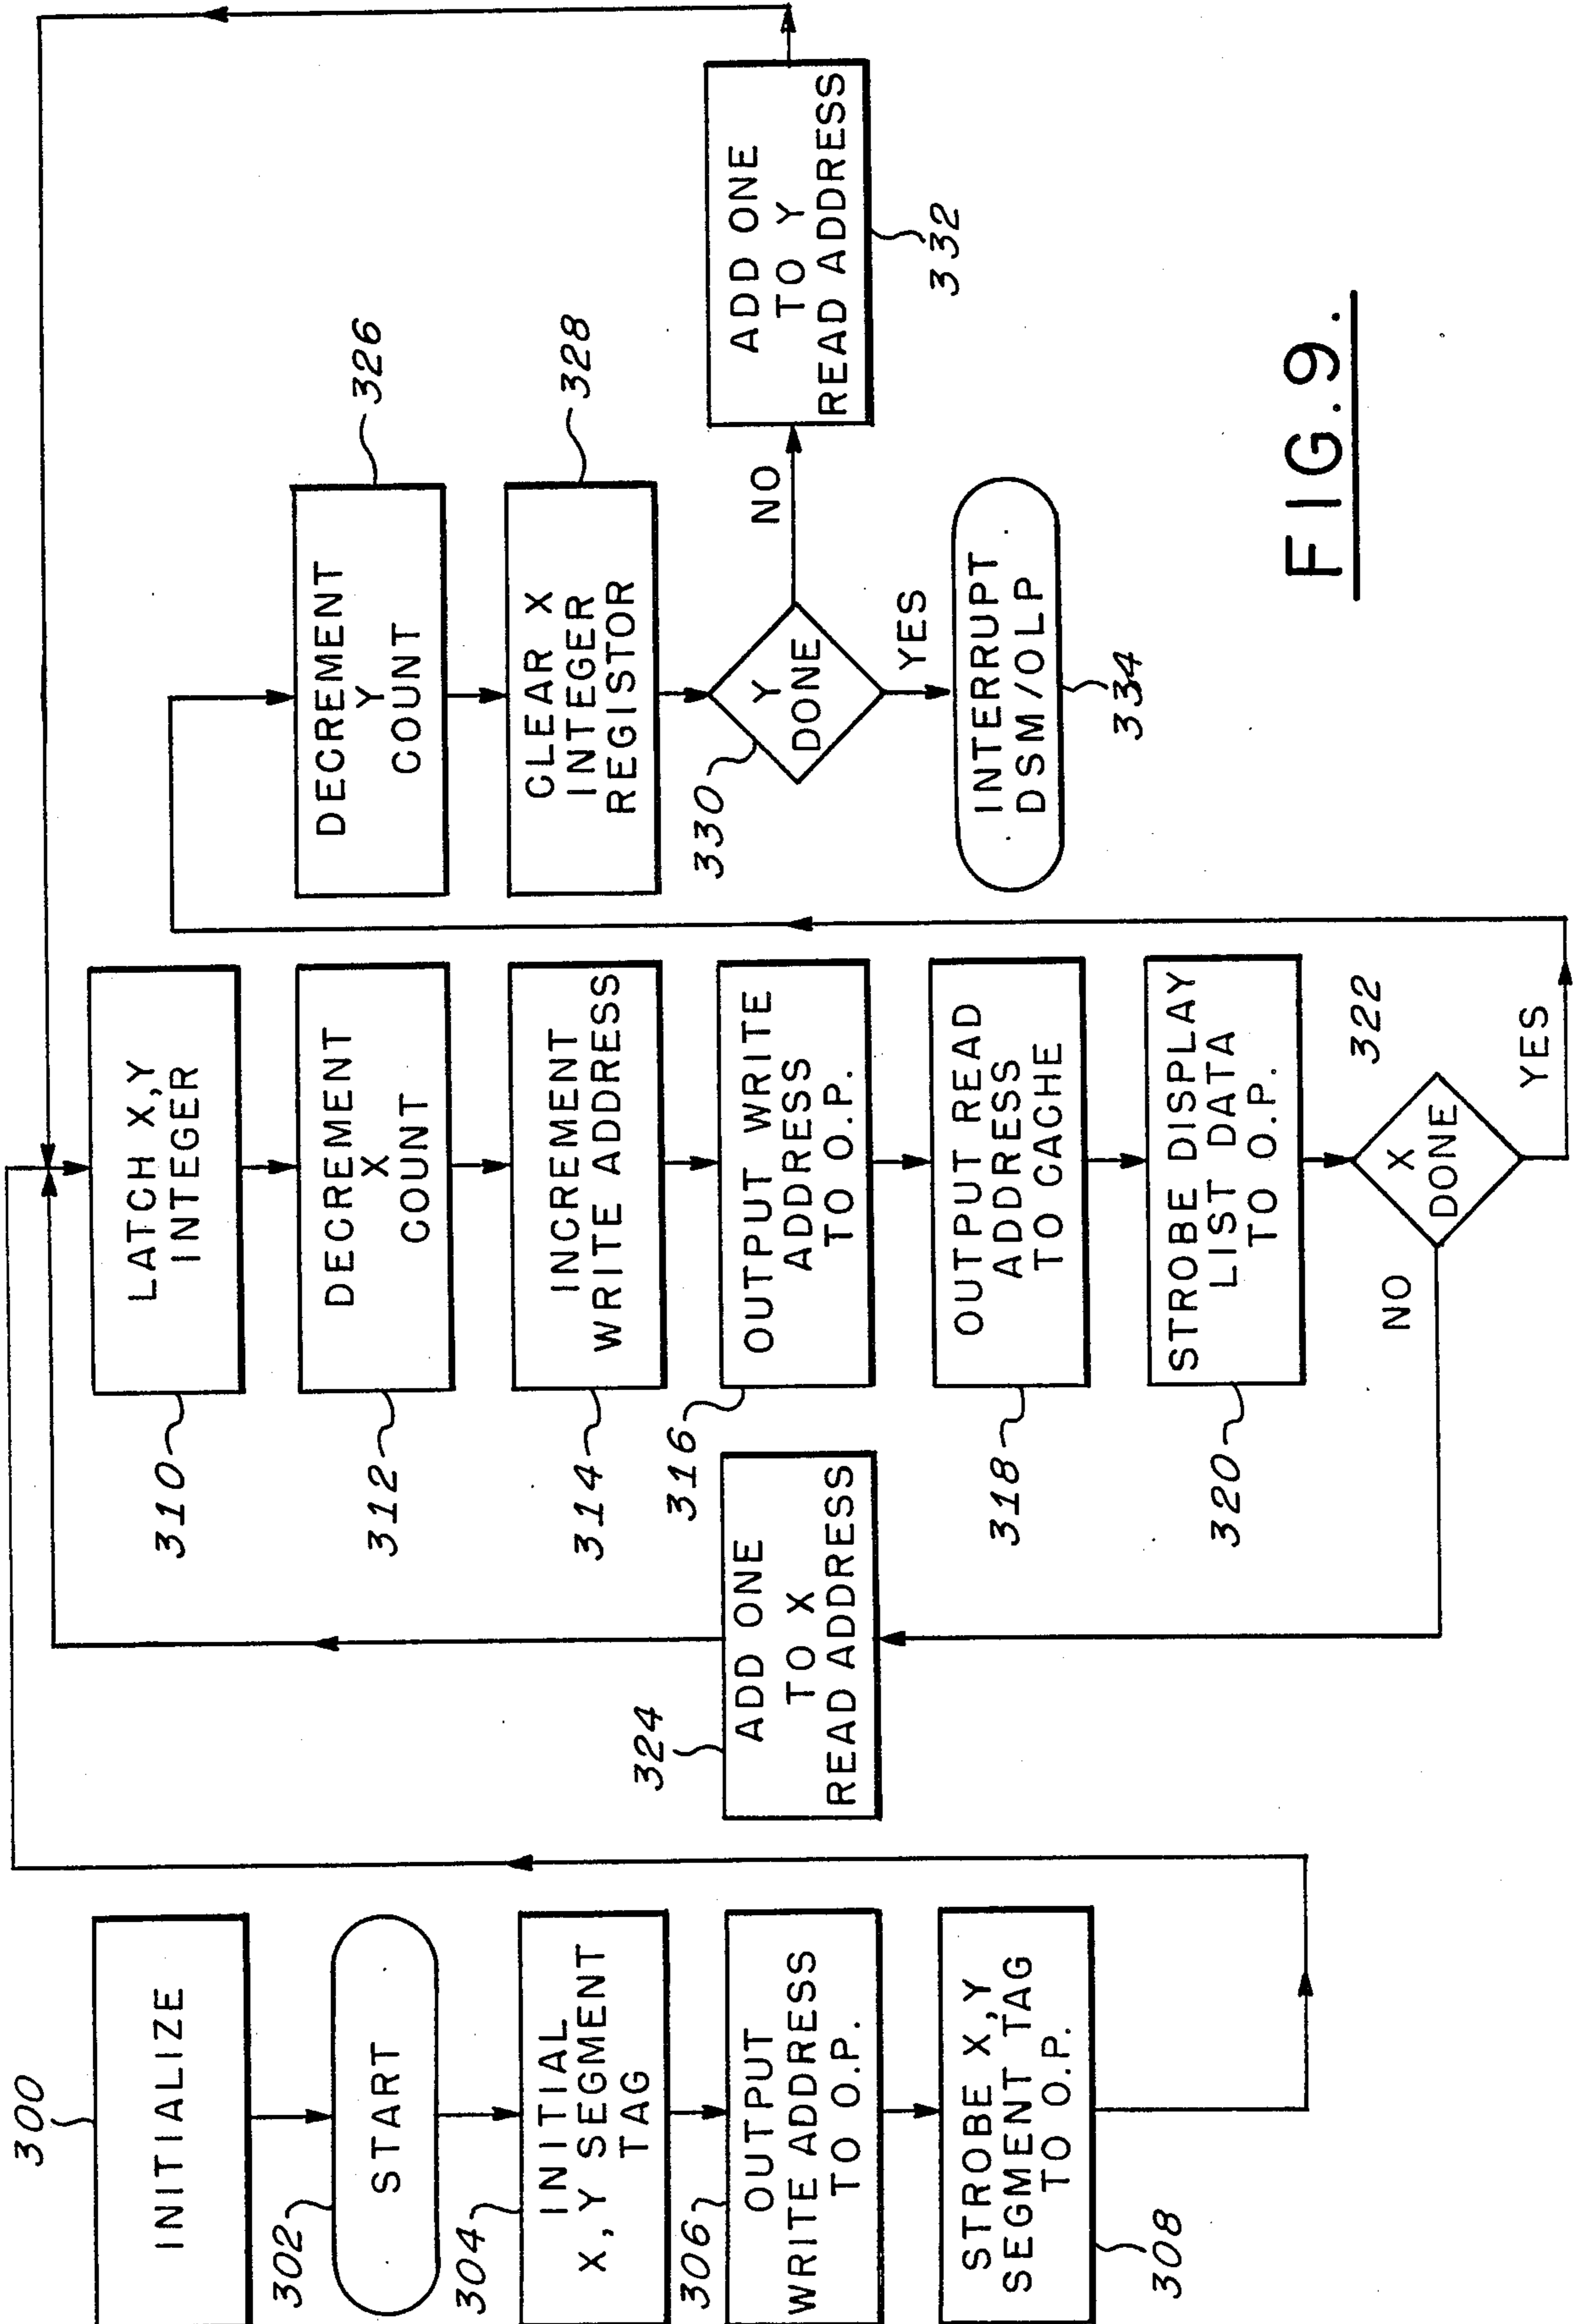 300
INITIALIZE
302
START
304
INITIAL
X,Y SEGMENT
TAG
306
OUTPUT
WRITE ADDRESS
TO O.P.
STROBE X,Y
SEGMENT TAG
TO O.P.
308
324
ADD ONE
TO X
READ ADDRESS
310
LATCH X,Y
INTEGER
312
DECREMENT
X
COUNT
314
INCREMENT
WRITE ADDRESS
316
OUTPUT WRITE
ADDRESS
TO O.P.
318
OUTPUT READ
ADDRESS
TO CACHE
320
STROBE DISPLAY
LIST DATA
TO O.P.
322
X
DONE
NO
YES
326
DECREMENT
Y
COUNT
328
CLEAR X
INTEGER
REGISTOR
330
Y
DONE
NO
YES
INTERRUPT
DSM/OLP
334
ADD ONE
TO Y
READ ADDRESS
332
FIG.9.